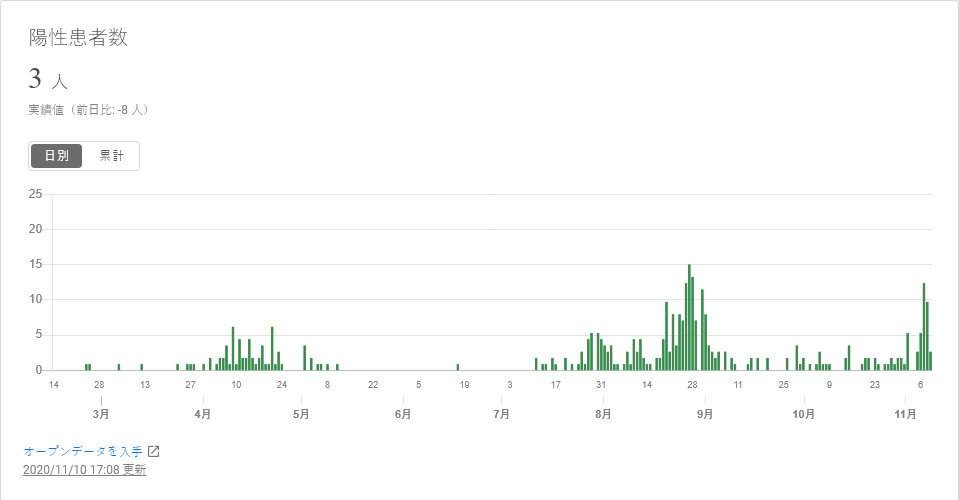 陽性患者数
3 人
実績値（前日比: -8 人）
日別 累計
25
20
15
10
5
0
14 28 13 27 10 24 8 22 5 19 3 17 31 14 28 11 25 9 23 6
3月 4月 5月 6月 7月 8月 9月 10月 11月
オープンデータを入手
2020/11/10 17:08 更新